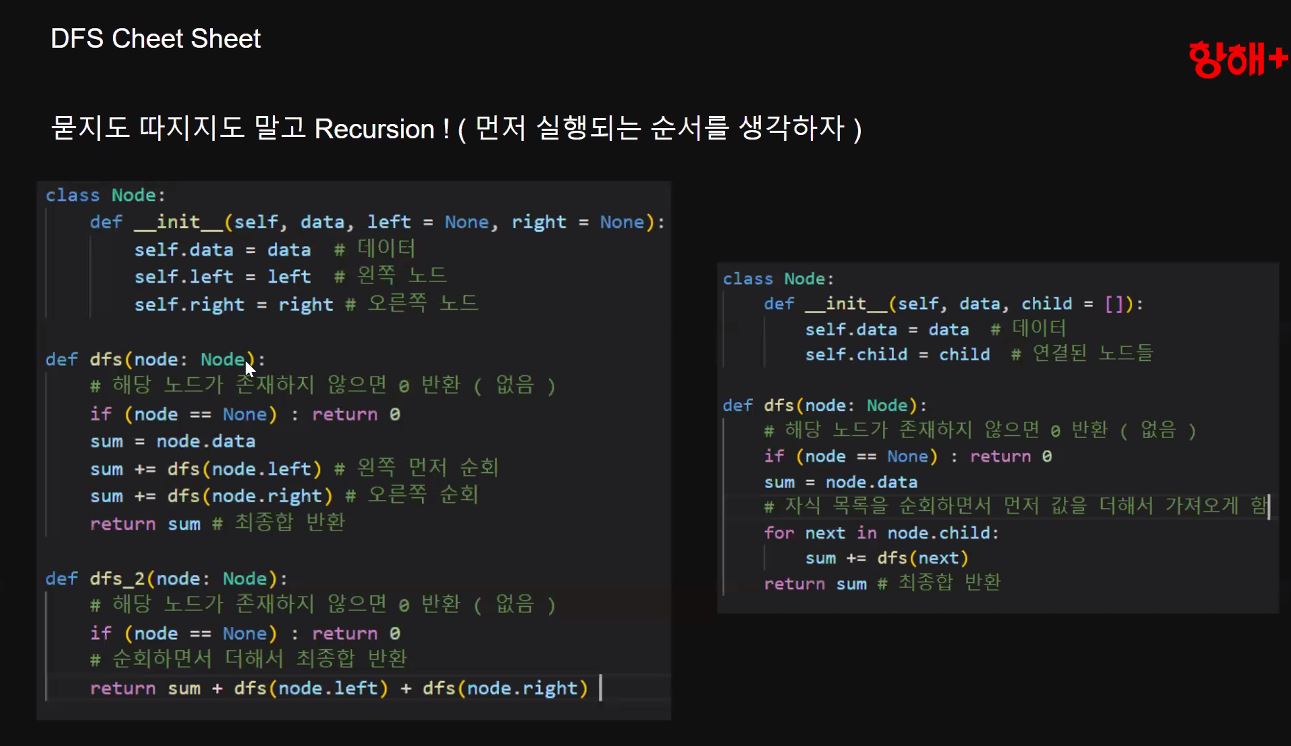 DFS Cheet Sheet
항해+
묻지도 따지지도 말고 Recursion ! ( 먼저 실행되는 순서를 생각하자 )
class Node:
    def __init__(self, data, left = None, right = None):
        self.data = data  # 데이터
        self.left = left  # 왼쪽 노드
        self.right = right # 오른쪽 노드
def dfs(node: Node):
    # 해당 노드가 존재하지 않으면 0 반환 ( 없음 )
    if (node == None) : return 0
    sum = node.data
    sum += dfs(node.left) # 왼쪽 먼저 순회
    sum += dfs(node.right) # 오른쪽 순회
    return sum # 최종합 반환
def dfs_2(node: Node):
    # 해당 노드가 존재하지 않으면 0 반환 ( 없음 )
    if (node == None) : return 0
    # 순회하면서 더해서 최종합 반환
    return sum + dfs(node.left) + dfs(node.right)
class Node:
    def __init__(self, data, child = []):
        self.data = data  # 데이터
        self.child = child  # 연결된 노드들
def dfs(node: Node):
    # 해당 노드가 존재하지 않으면 0 반환 ( 없음 )
    if (node == None) : return 0
    sum = node.data
    # 자식 목록을 순회하면서 먼저 값을 더해서 가져오게 함
    for next in node.child:
        sum += dfs(next)
    return sum # 최종합 반환